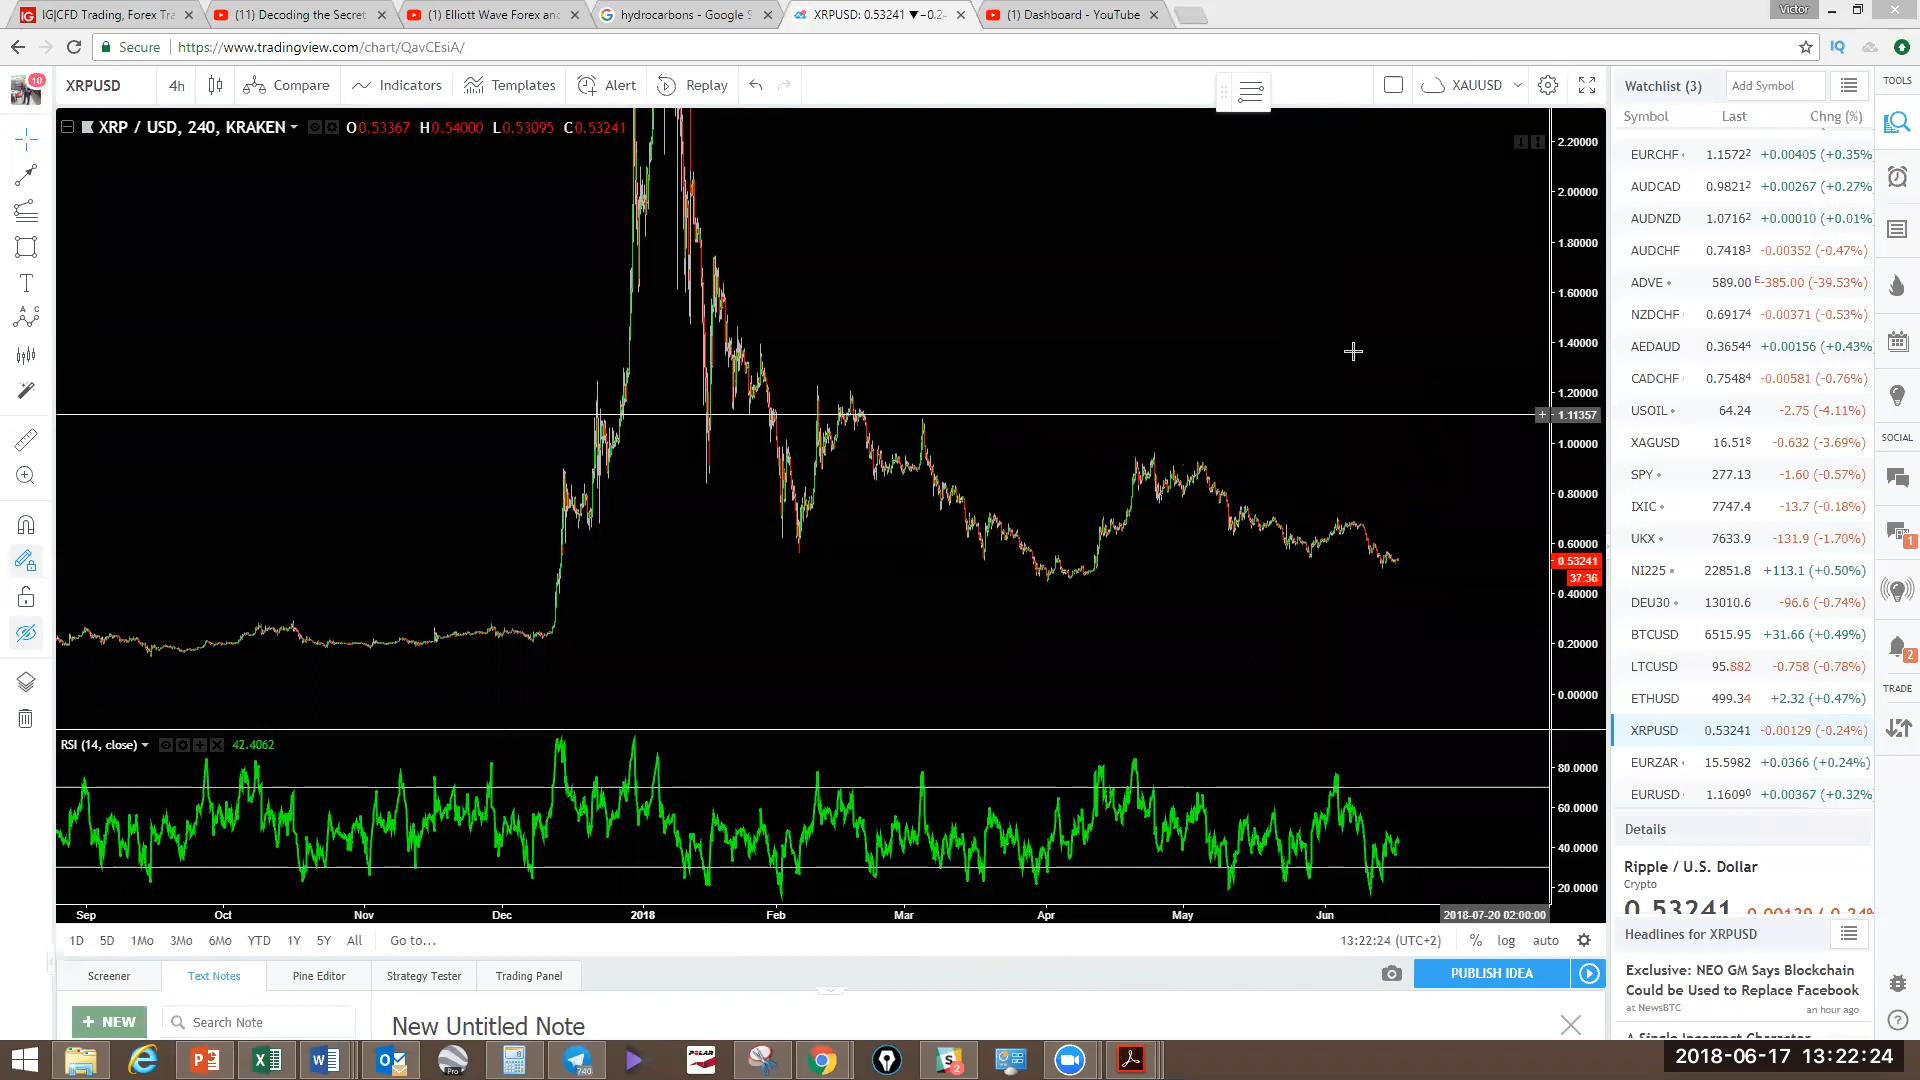 IG|CFD Trading, Forex Tra
(11) Decoding the Secret
(1) Elliott Wave Forex and
hydrocarbons - Google S
XRPUSD: 0.53241 ▼ −0.2
(1) Dashboard - YouTube
Victor
Secure | https://www.tradingview.com/chart/QavCEsiA/
10
XRPUSD 4h Compare Indicators Templates Alert Replay XAUUSD
Watchlist (3) Add Symbol TOOLS
Symbol Last Chng (%)
XRP / USD, 240, KRAKEN O0.53367 H0.54000 L0.53095 C0.53241
EURCHF 1.1572² +0.00405 (+0.35%
AUDCAD 0.9821² +0.00267 (+0.27%
AUDNZD 1.0716² +0.00010 (+0.01%
AUDCHF 0.7418³ -0.00352 (-0.47%)
ADVE 589.00 E-385.00 (-39.53%)
NZDCHF 0.6917⁴ -0.00371 (-0.53%)
AEDAUD 0.3654⁴ +0.00156 (+0.43%
CADCHF 0.7548⁴ -0.00581 (-0.76%)
USOIL 64.24 -2.75 (-4.11%)
XAGUSD 16.51⁸ -0.632 (-3.69%)
SPY 277.13 -1.60 (-0.57%)
IXIC 7747.4 -13.7 (-0.18%)
UKX 7633.9 -131.9 (-1.70%)
NI225 22851.8 +113.1 (+0.50%)
DEU30 13010.6 -96.6 (-0.74%)
BTCUSD 6515.95 +31.66 (+0.49%)
LTCUSD 95.882 -0.758 (-0.78%)
ETHUSD 499.34 +2.32 (+0.47%)
XRPUSD 0.53241 -0.00129 (-0.24%)
EURZAR 15.5982 +0.0366 (+0.24%)
EURUSD 1.1609⁰ +0.00367 (+0.32%
SOCIAL
1
2
TRADE
2.20000
2.00000
1.80000
1.60000
1.40000
1.20000
1.11357
1.00000
0.80000
0.60000
0.53241
37:36
0.40000
0.20000
0.00000
RSI (14, close) 42.4062
80.0000
60.0000
40.0000
20.0000
Sep Oct Nov Dec 2018 Feb Mar Apr May Jun 2018-07-20 02:00:00
1D 5D 1Mo 3Mo 6Mo YTD 1Y 5Y All Go to... 13:22:24 (UTC+2) % log auto
Screener Text Notes Pine Editor Strategy Tester Trading Panel PUBLISH IDEA
+ NEW Search Note New Untitled Note
Details
Ripple / U.S. Dollar
Crypto
0.53241
Headlines for XRPUSD
Exclusive: NEO GM Says Blockchain
Could be Used to Replace Facebook
at NewsBTC an hour ago
A Single Incorrect Character
Pro
740
POLAR
2
2018-06-17 13:22:24